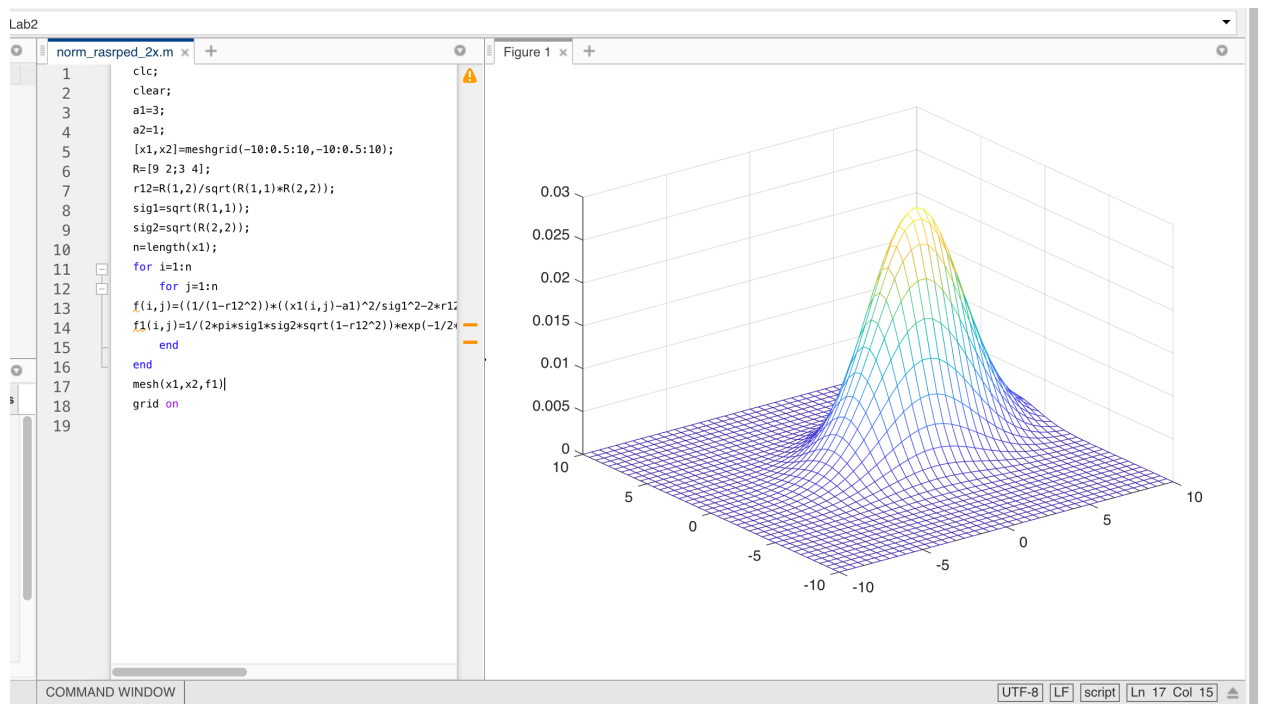 Lab2
norm_rasrped_2x.m × +
1 clc;
2 clear;
3 a1=3;
4 a2=1;
5 [x1,x2]=meshgrid(-10:0.5:10,-10:0.5:10);
6 R=[9 2;3 4];
7 r12=R(1,2)/sqrt(R(1,1)*R(2,2));
8 sig1=sqrt(R(1,1));
9 sig2=sqrt(R(2,2));
10 n=length(x1);
11 for i=1:n
12 for j=1:n
13 f(i,j)=((1/(1-r12^2))*((x1(i,j)-a1)^2/sig1^2-2*r12
14 f1(i,j)=1/(2*pi*sig1*sig2*sqrt(1-r12^2))*exp(-1/2*
15 end
16 end
17 mesh(x1,x2,f1)
18 grid on
19
s
Figure 1 × +
0.03
0.025
0.02
0.015
0.01
0.005
0
10
5
0
-5
-10
-10
-5
0
5
10
COMMAND WINDOW
UTF-8 LF script Ln 17 Col 15